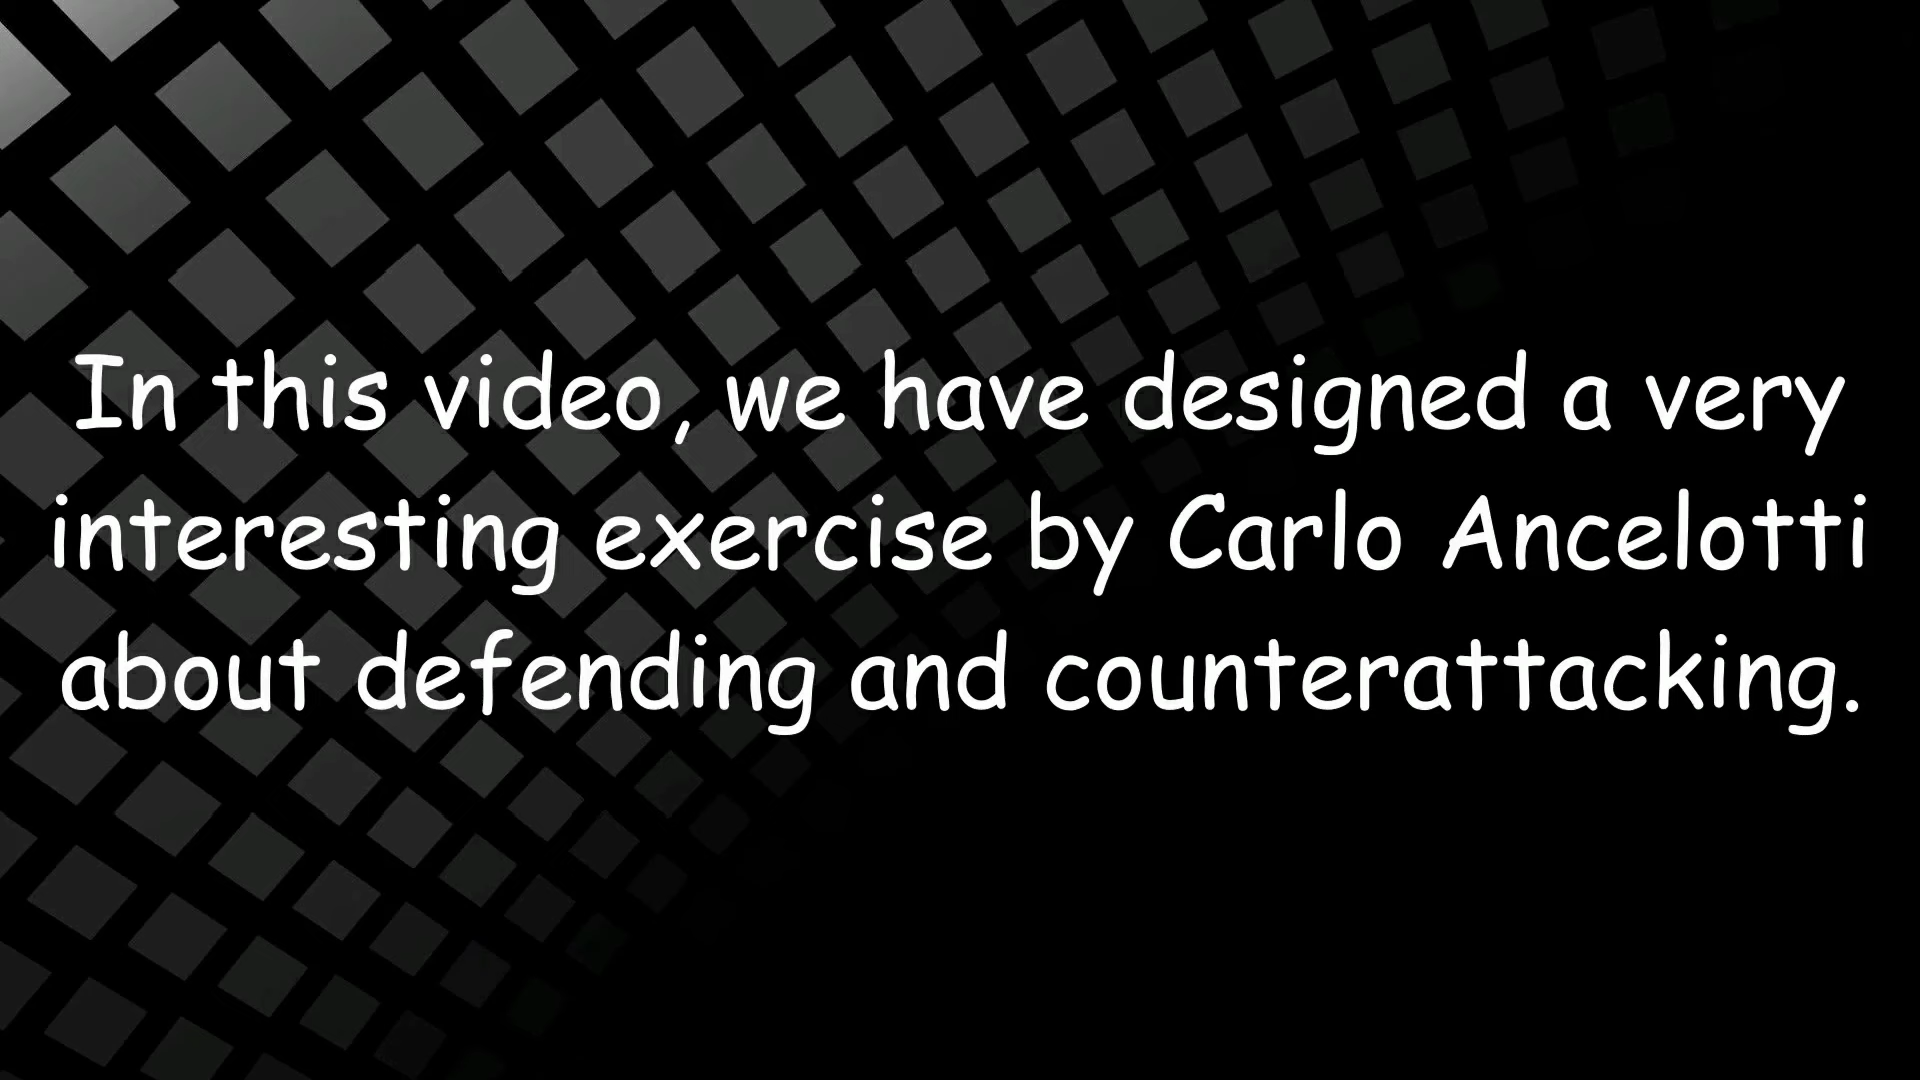 In this video, we have designed a very
interesting exercise by Carlo Ancelotti
about defending and counterattacking.